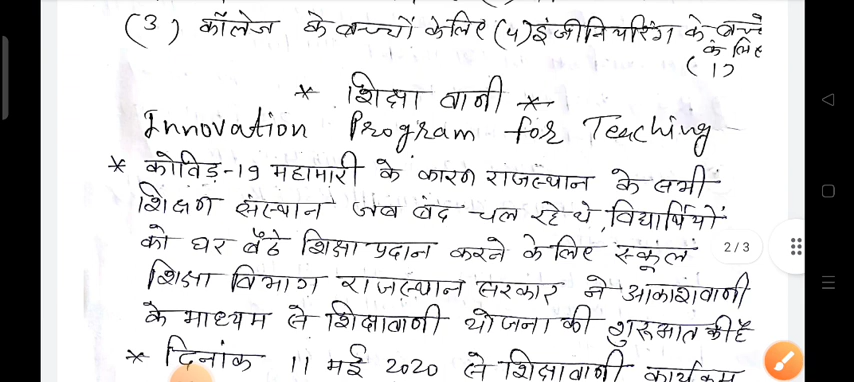 (3) कॉलेज के बच्चों के लिए (4) इंजीनियरिंग के बच्चे
के लिए
(1)
* शिक्षा वाणी *
Innovation Program for Teaching
* कोविड़-19 महामारी के कारण राजस्थान के सभी
शिक्षण संस्थान जब बंद चल रहे थे, विद्यार्थियों
को घर बैठे शिक्षा प्रदान करने के लिए स्कूल
2/3
शिक्षा विभाग राजस्थान सरकार ने आकाशवाणी
के माध्यम से शिक्षावाणी योजना की शुरूआत की है
* दिनांक 11 मई 2020 से शिक्षावाणी कार्यक्रम